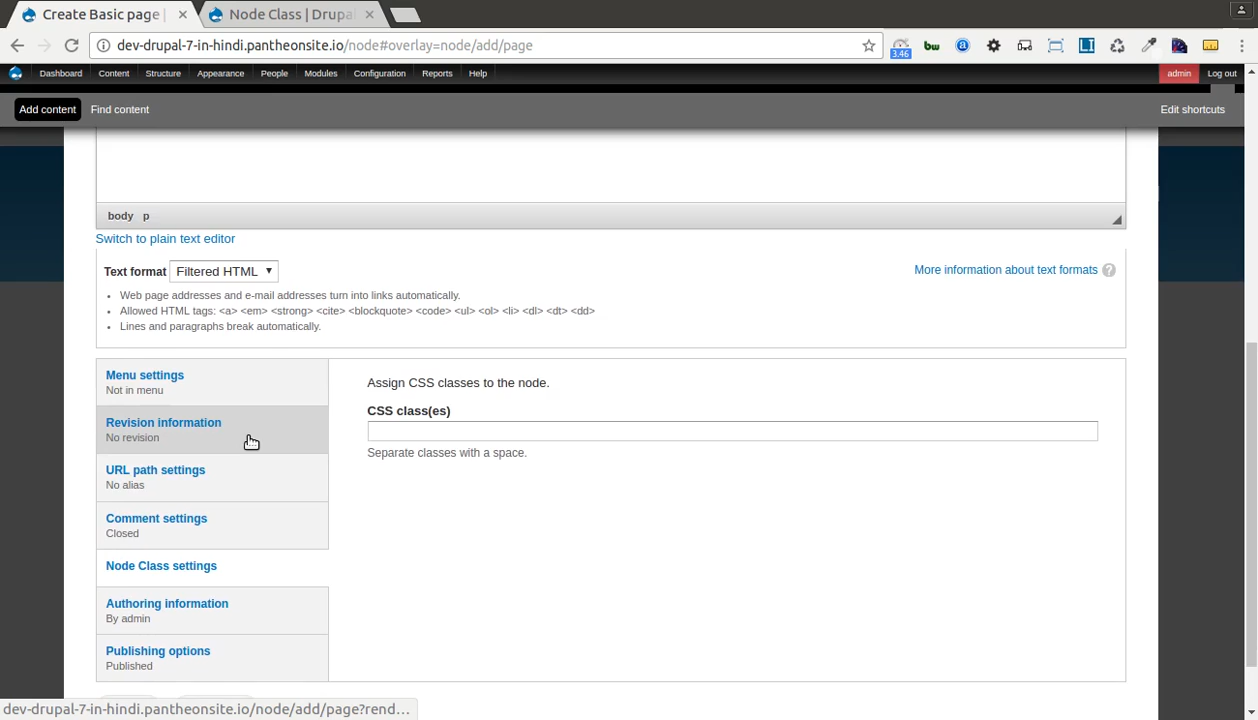 Create Basic page |
Node Class | Drupal
dev-drupal-7-in-hindi.pantheonsite.io/node#overlay=node/add/page
3.46
bw
a
LI
Dashboard Content Structure Appearance People Modules Configuration Reports Help
admin Log out
Add content Find content
Edit shortcuts
body p
Switch to plain text editor
Text format Filtered HTML
More information about text formats ?
Web page addresses and e-mail addresses turn into links automatically.
Allowed HTML tags: <a> <em> <strong> <cite> <blockquote> <code> <ul> <ol> <li> <dl> <dt> <dd>
Lines and paragraphs break automatically.
Menu settings
Not in menu
Revision information
No revision
URL path settings
No alias
Comment settings
Closed
Node Class settings
Authoring information
By admin
Publishing options
Published
Assign CSS classes to the node.
CSS class(es)
Separate classes with a space.
dev-drupal-7-in-hindi.pantheonsite.io/node/add/page?rend...